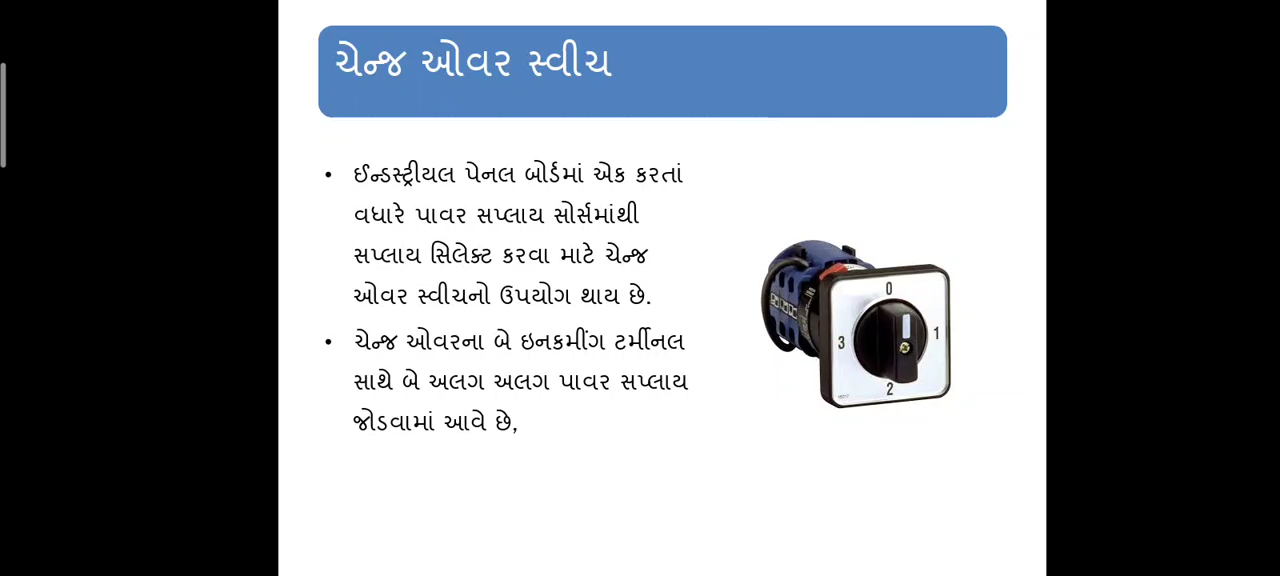 ચેન્જ ઓવર સ્વીચ
• ઈન્ડસ્ટ્રીયલ પેનલ બોર્ડમાં એક કરતાં
વધારે પાવર સપ્લાય સોર્સમાંથી
સપ્લાય સિલેક્ટ કરવા માટે ચેન્જ
ઓવર સ્વીચનો ઉપયોગ થાય છે.
• ચેન્જ ઓવરના બે ઇનકમીંગ ટર્મીનલ
સાથે બે અલગ અલગ પાવર સપ્લાય
જોડવામાં આવે છે,
0
3 1
2